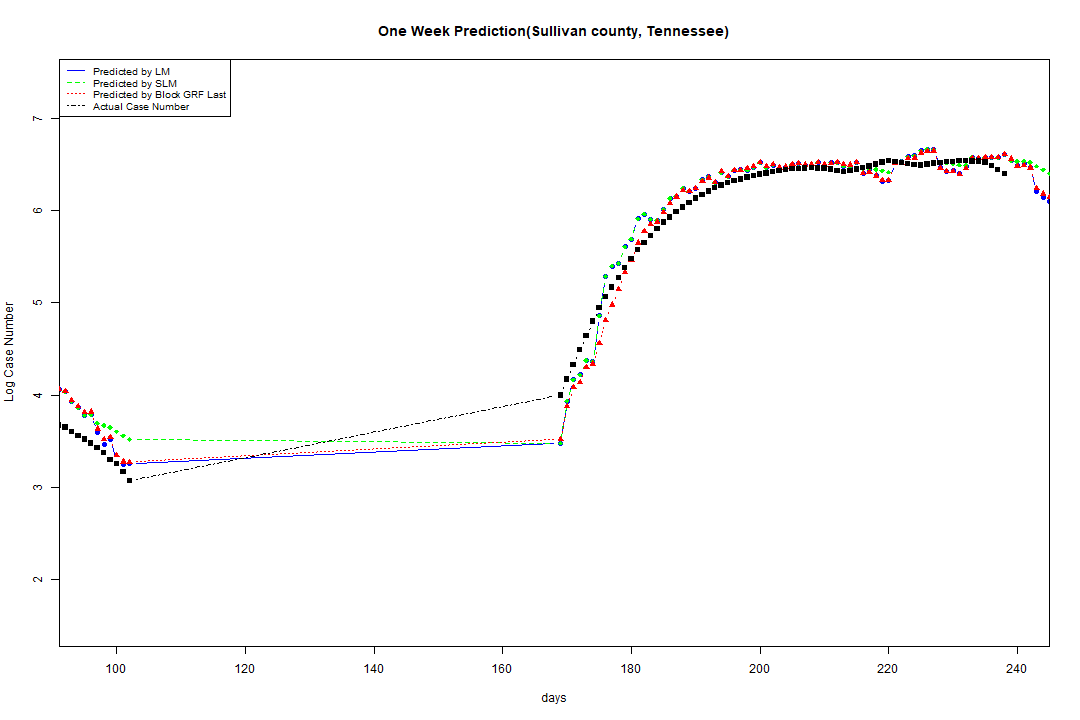 One Week Prediction(Sullivan county, Tennessee)
Predicted by LM
Predicted by SLM
Predicted by Block GRF Last
Actual Case Number
7
6
5
4
3
2
Log Case Number
100 120 140 160 180 200 220 240
days